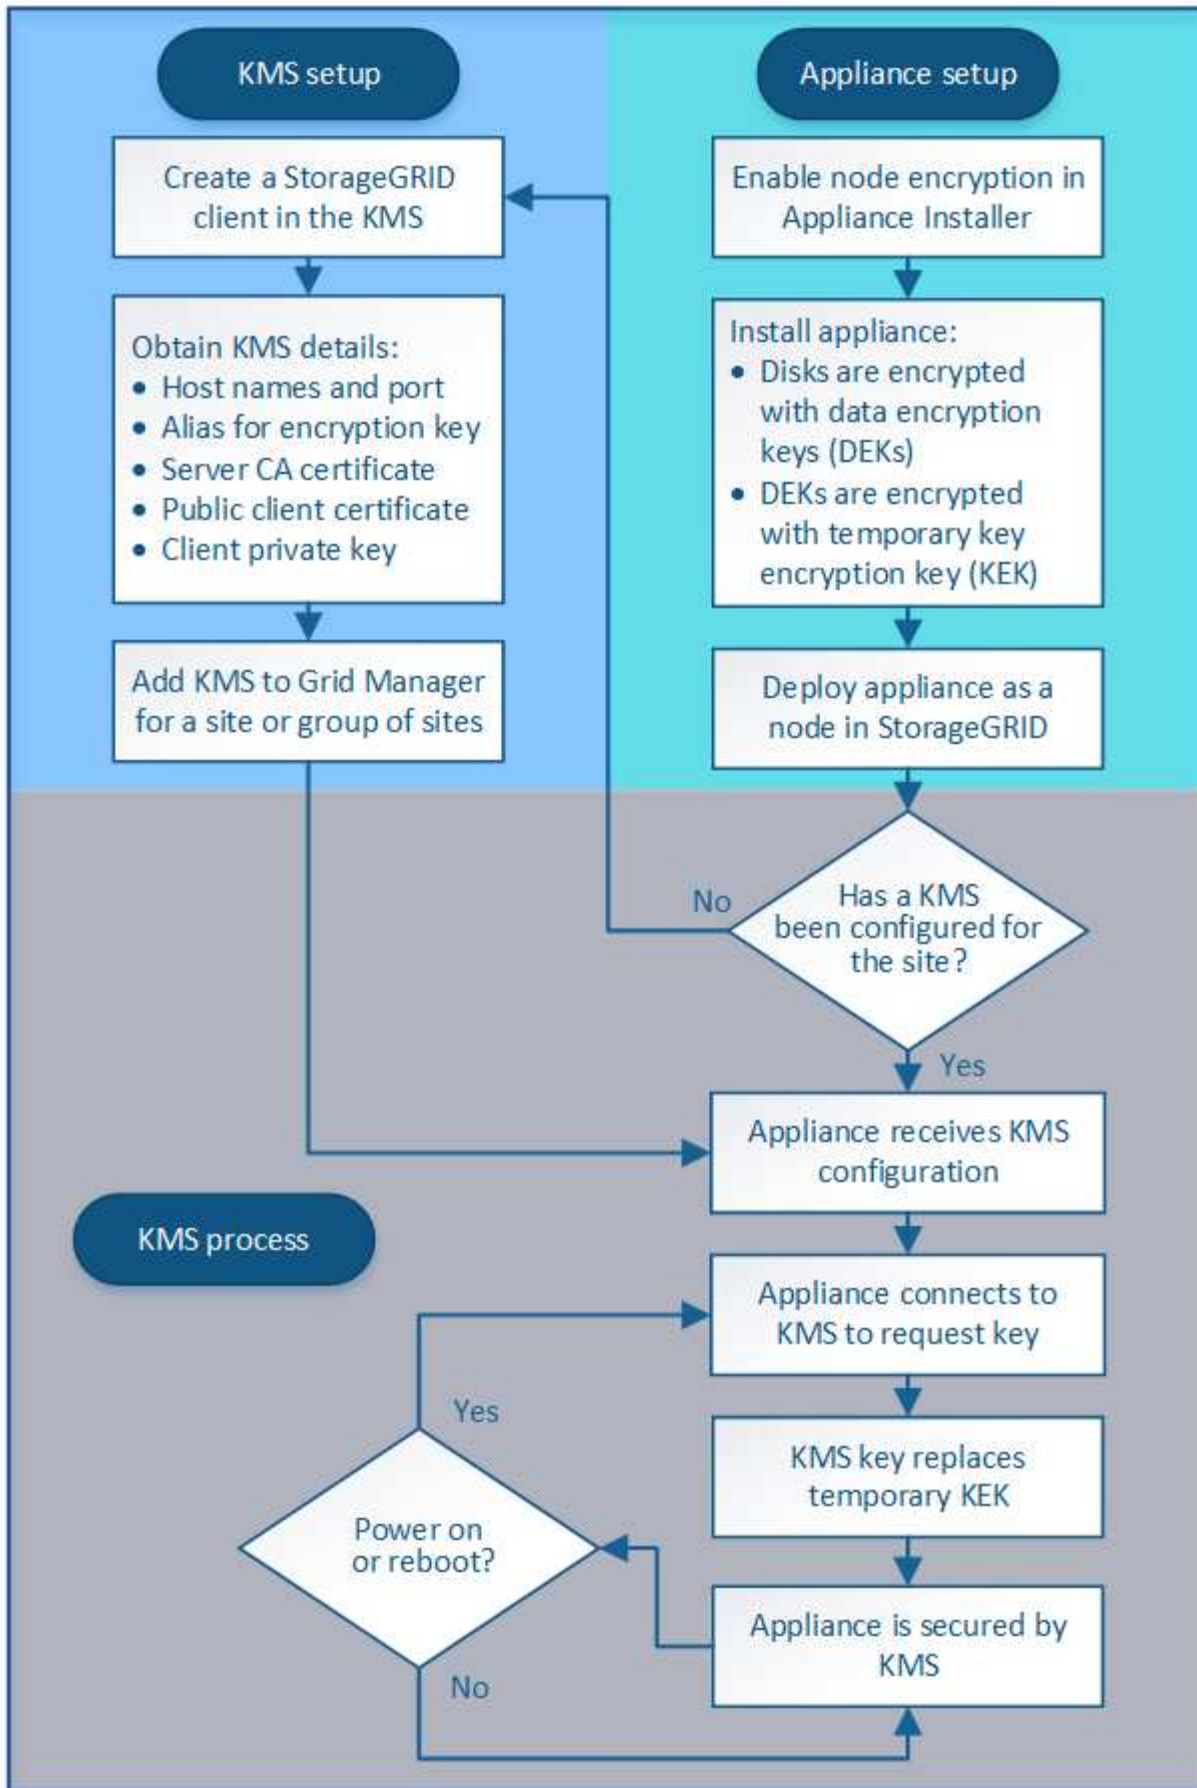 KMS setup
Create a StorageGRID
client in the KMS
Obtain KMS details:
• Host names and port
• Alias for encryption key
• Server CA certificate
• Public client certificate
• Client private key
Add KMS to Grid Manager
for a site or group of sites
Appliance setup
Enable node encryption in
Appliance Installer
Install appliance:
• Disks are encrypted
with data encryption
keys (DEKs)
• DEKs are encrypted
with temporary key
encryption key (KEK)
Deploy appliance as a
node in StorageGRID
Has a KMS
been configured for
the site?
No
Yes
KMS process
Appliance receives KMS
configuration
Appliance connects to
KMS to request key
KMS key replaces
temporary KEK
Appliance is secured by
KMS
Power on
or reboot?
Yes
No